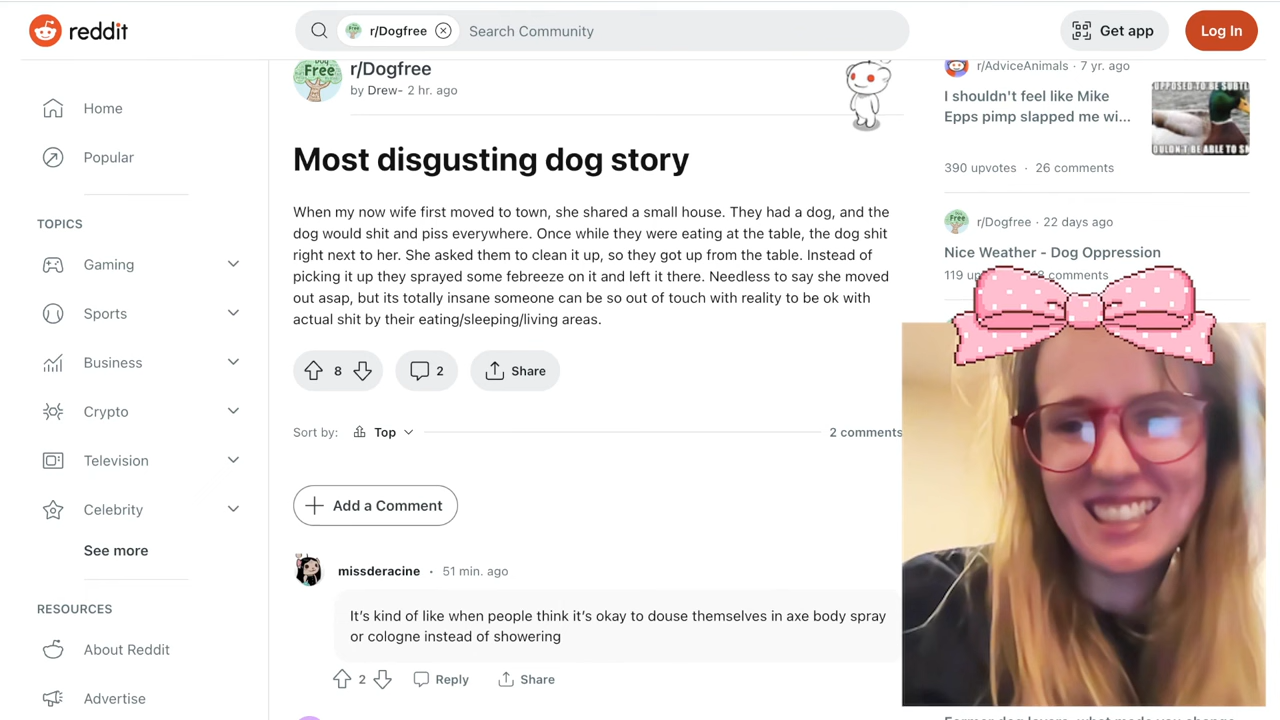 reddit
r/Dogfree
Search Community
Get app
Log In
Home
Popular
TOPICS
Gaming
Sports
Business
Crypto
Television
Celebrity
See more
RESOURCES
About Reddit
Advertise
Free
r/Dogfree
by Drew- 2 hr. ago
Most disgusting dog story
When my now wife first moved to town, she shared a small house. They had a dog, and the
dog would shit and piss everywhere. Once while they were eating at the table, the dog shit
right next to her. She asked them to clean it up, so they got up from the table. Instead of
picking it up they sprayed some febreeze on it and left it there. Needless to say she moved
out asap, but its totally insane someone can be so out of touch with reality to be ok with
actual shit by their eating/sleeping/living areas.
8
2
Share
Sort by: Top
2 comments
Add a Comment
missderacine · 51 min. ago
It's kind of like when people think it's okay to douse themselves in axe body spray
or cologne instead of showering
2
Reply
Share
r/AdviceAnimals · 7 yr. ago
I shouldn't feel like Mike
Epps pimp slapped me wi...
390 upvotes · 26 comments
r/Dogfree · 22 days ago
Nice Weather - Dog Oppression
119 comments